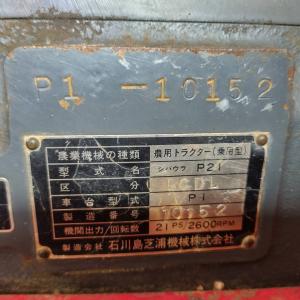 P1 -10152
農業機械の種類 農用トラクター(乗用型)
型式名 シバウラ P21
区分 LGDL
車台型式 P1
製造番号 10152
機関出力/回転数 21PS/2600RPM
製造会社 石川島芝浦機械株式会社